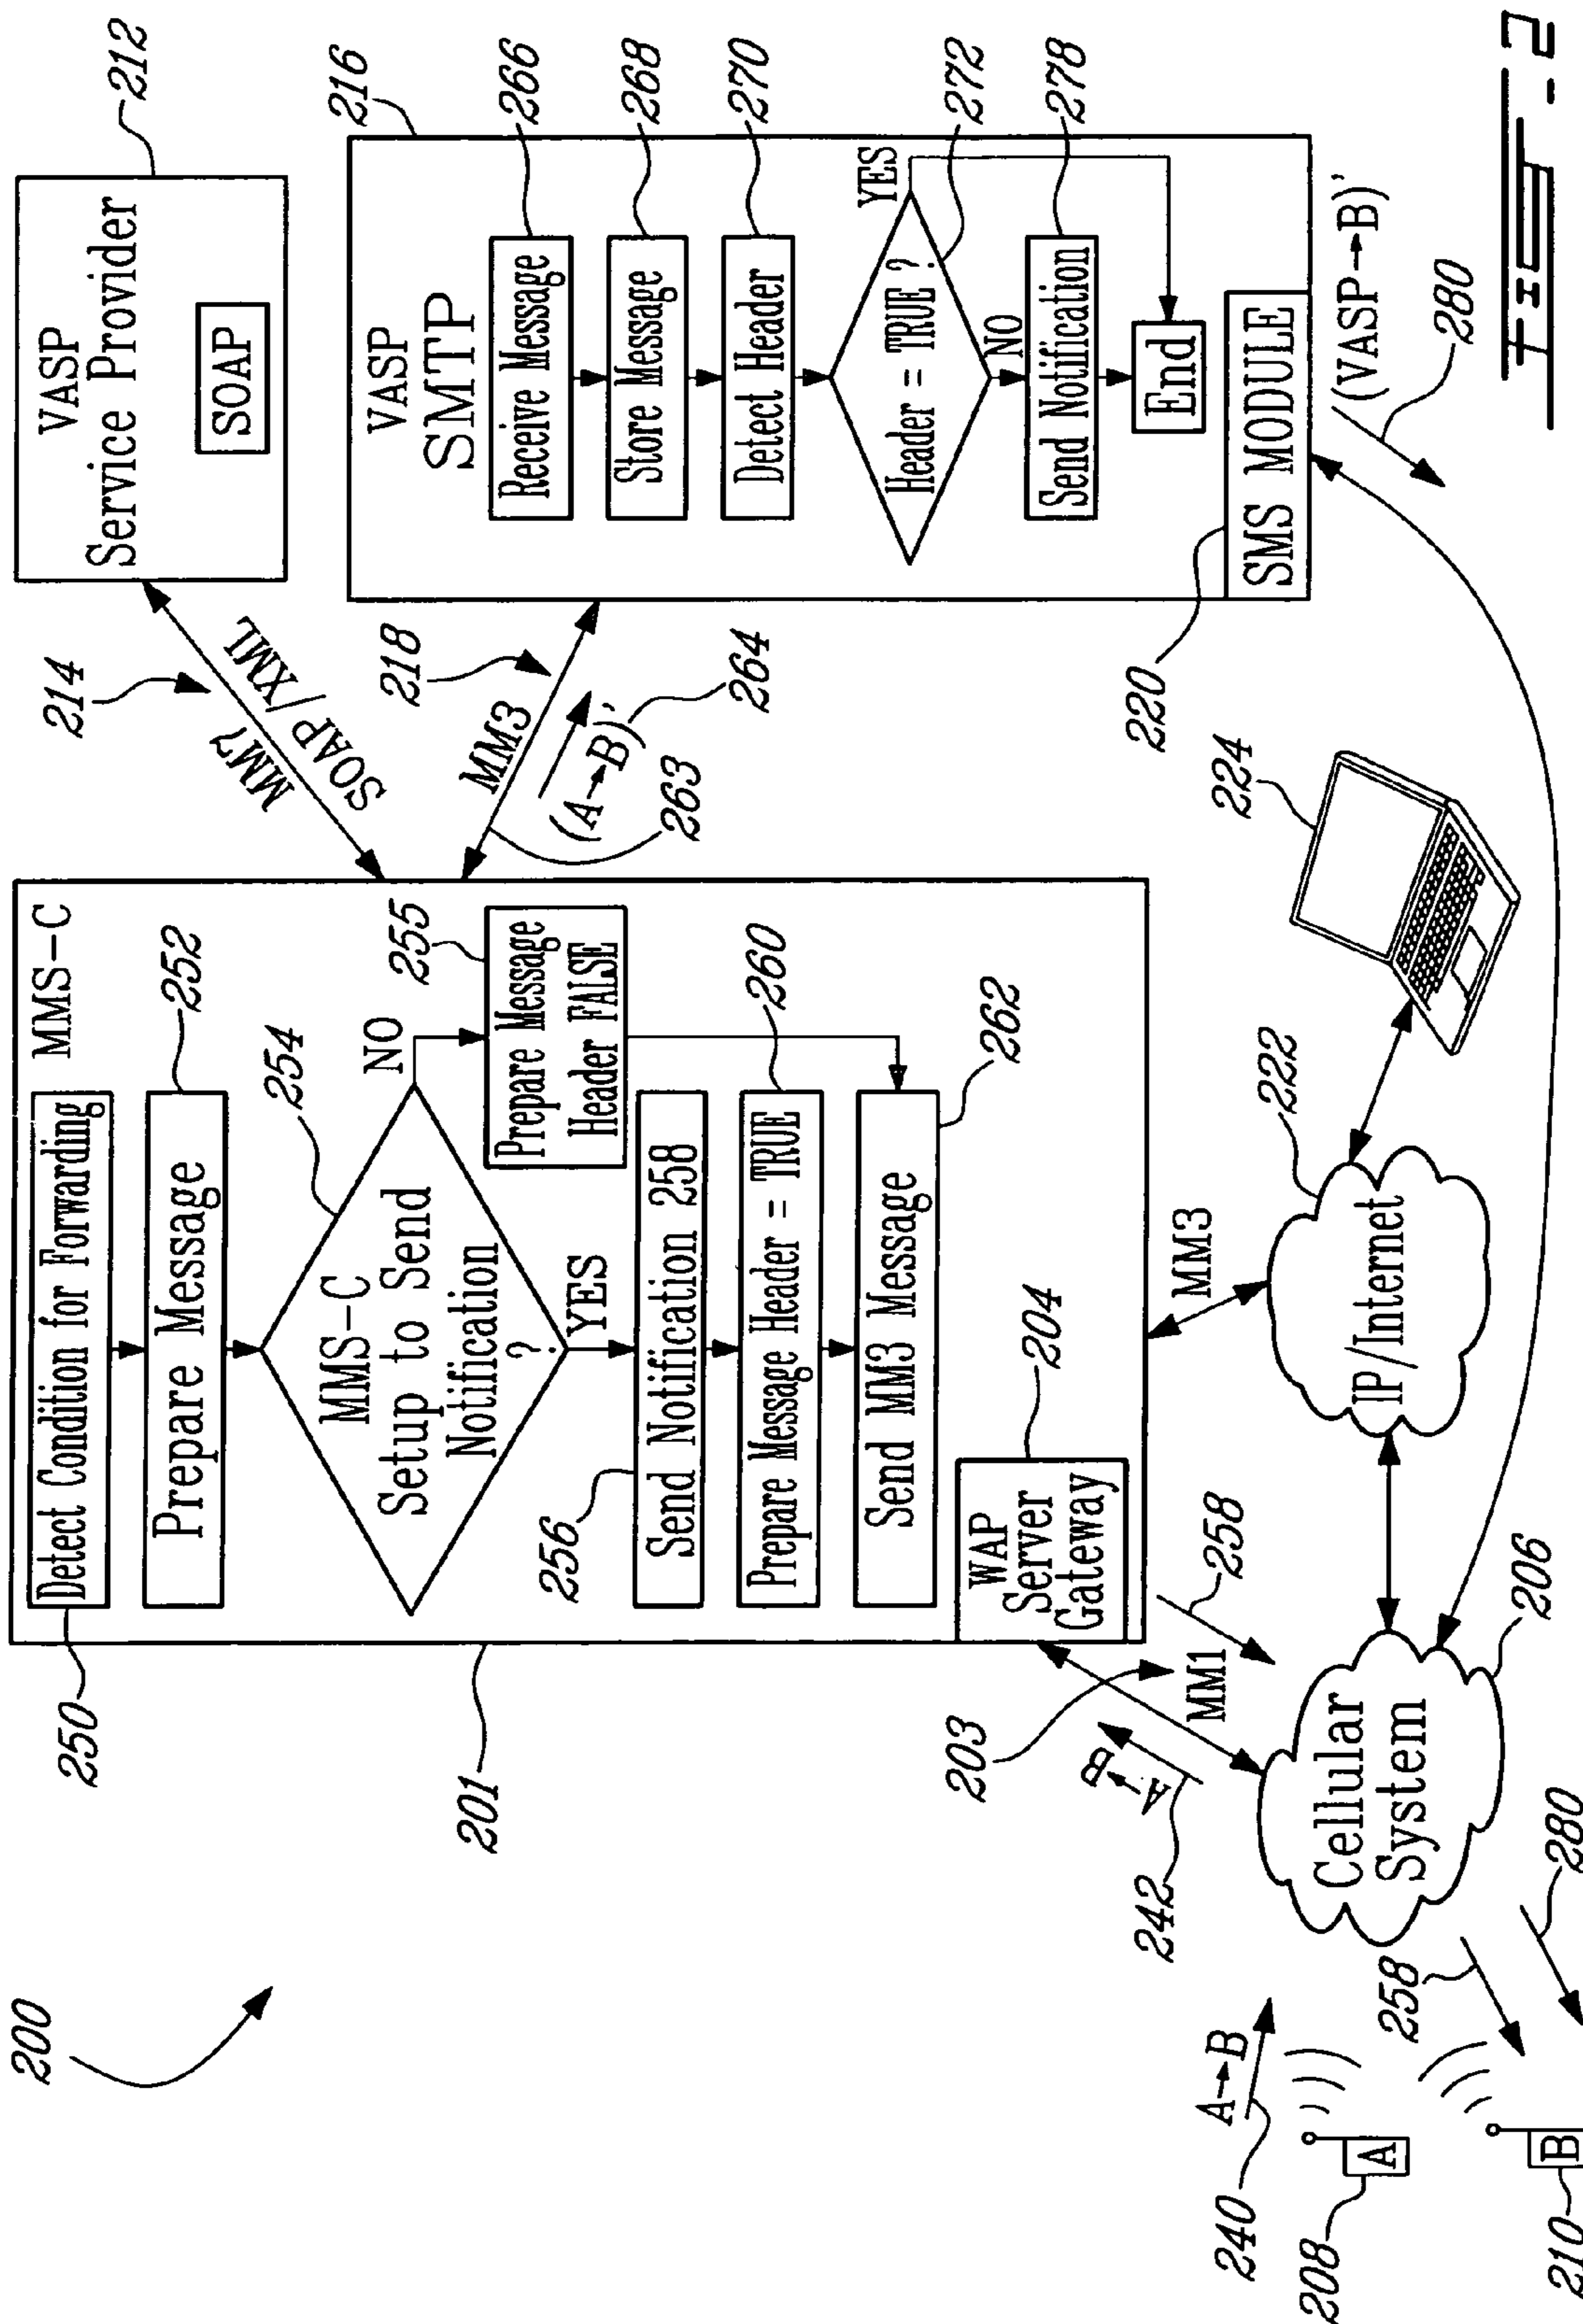 200
MMS-C
Detect Condition for Forwarding
250
Prepare Message
252
MMS-C
Setup to Send
Notification
?
254
NO
YES
Prepare Message
Header FALSE
255
Send Notification 258
256
Prepare Message Header = TRUE
260
Send MM3 Message
262
WAP
Server
Gateway
204
201
VASP
Service Provider
SOAP
212
214
MM7
SOAP/XML
218
MM3
(A→B)'
264
263
216
VASP
SMTP
Receive Message
266
Store Message
268
Detect Header
270
Header = TRUE ?
272
YES
NO
Send Notification
278
End
SMS MODULE
220
(VASP→B)'
280
203
MM1
258
A→B
242
MM3
222
IP/Internet
224
Cellular
System
206
258
280
A→B
240
A
208
B
210
FIG-2